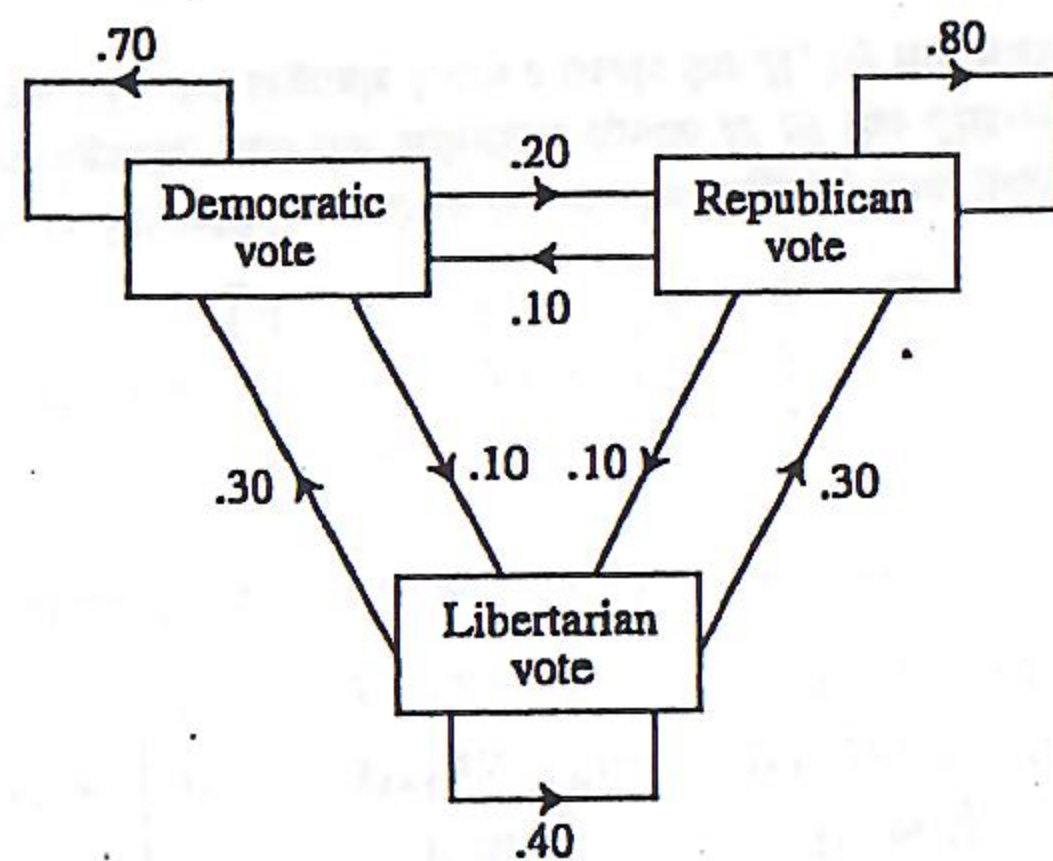 .70
.80
Democratic
vote
.20
Republican
vote
.10
.30
.10
.10
.30
Libertarian
vote
.40